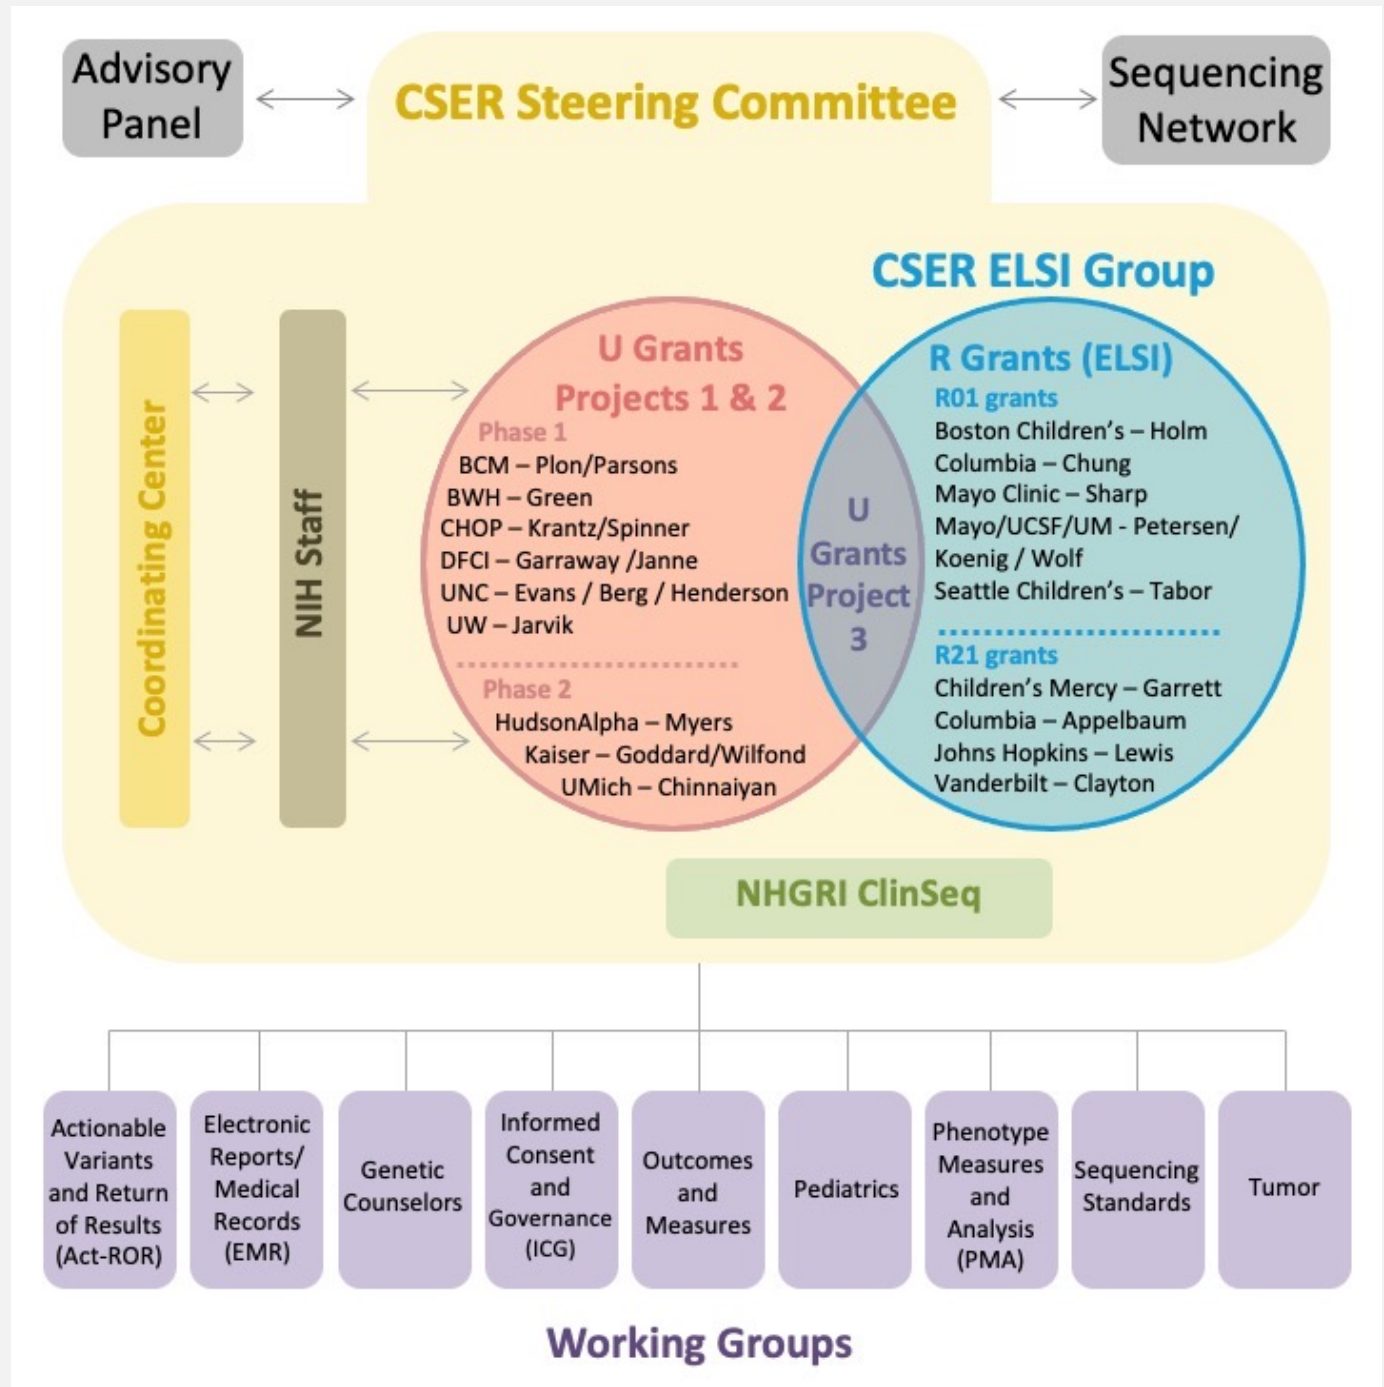 Advisory
Panel
CSER Steering Committee
Sequencing
Network
CSER ELSI Group
Coordinating Center
NIH Staff
U Grants
Projects 1 & 2
Phase 1
BCM – Plon/Parsons
BWH – Green
CHOP – Krantz/Spinner
DFCI – Garraway /Janne
UNC – Evans / Berg / Henderson
UW – Jarvik
Phase 2
HudsonAlpha – Myers
Kaiser – Goddard/Wilfond
UMich – Chinnaiyan
U
Grants
Project
3
R Grants (ELSI)
R01 grants
Boston Children’s – Holm
Columbia – Chung
Mayo Clinic – Sharp
Mayo/UCSF/UM - Petersen/
Koenig / Wolf
Seattle Children’s – Tabor
R21 grants
Children’s Mercy – Garrett
Columbia – Appelbaum
Johns Hopkins – Lewis
Vanderbilt – Clayton
NHGRI ClinSeq
Actionable
Variants
and Return
of Results
(Act-ROR)
Electronic
Reports/
Medical
Records
(EMR)
Genetic
Counselors
Informed
Consent
and
Governance
(ICG)
Outcomes
and
Measures
Pediatrics
Phenotype
Measures
and
Analysis
(PMA)
Sequencing
Standards
Tumor
Working Groups